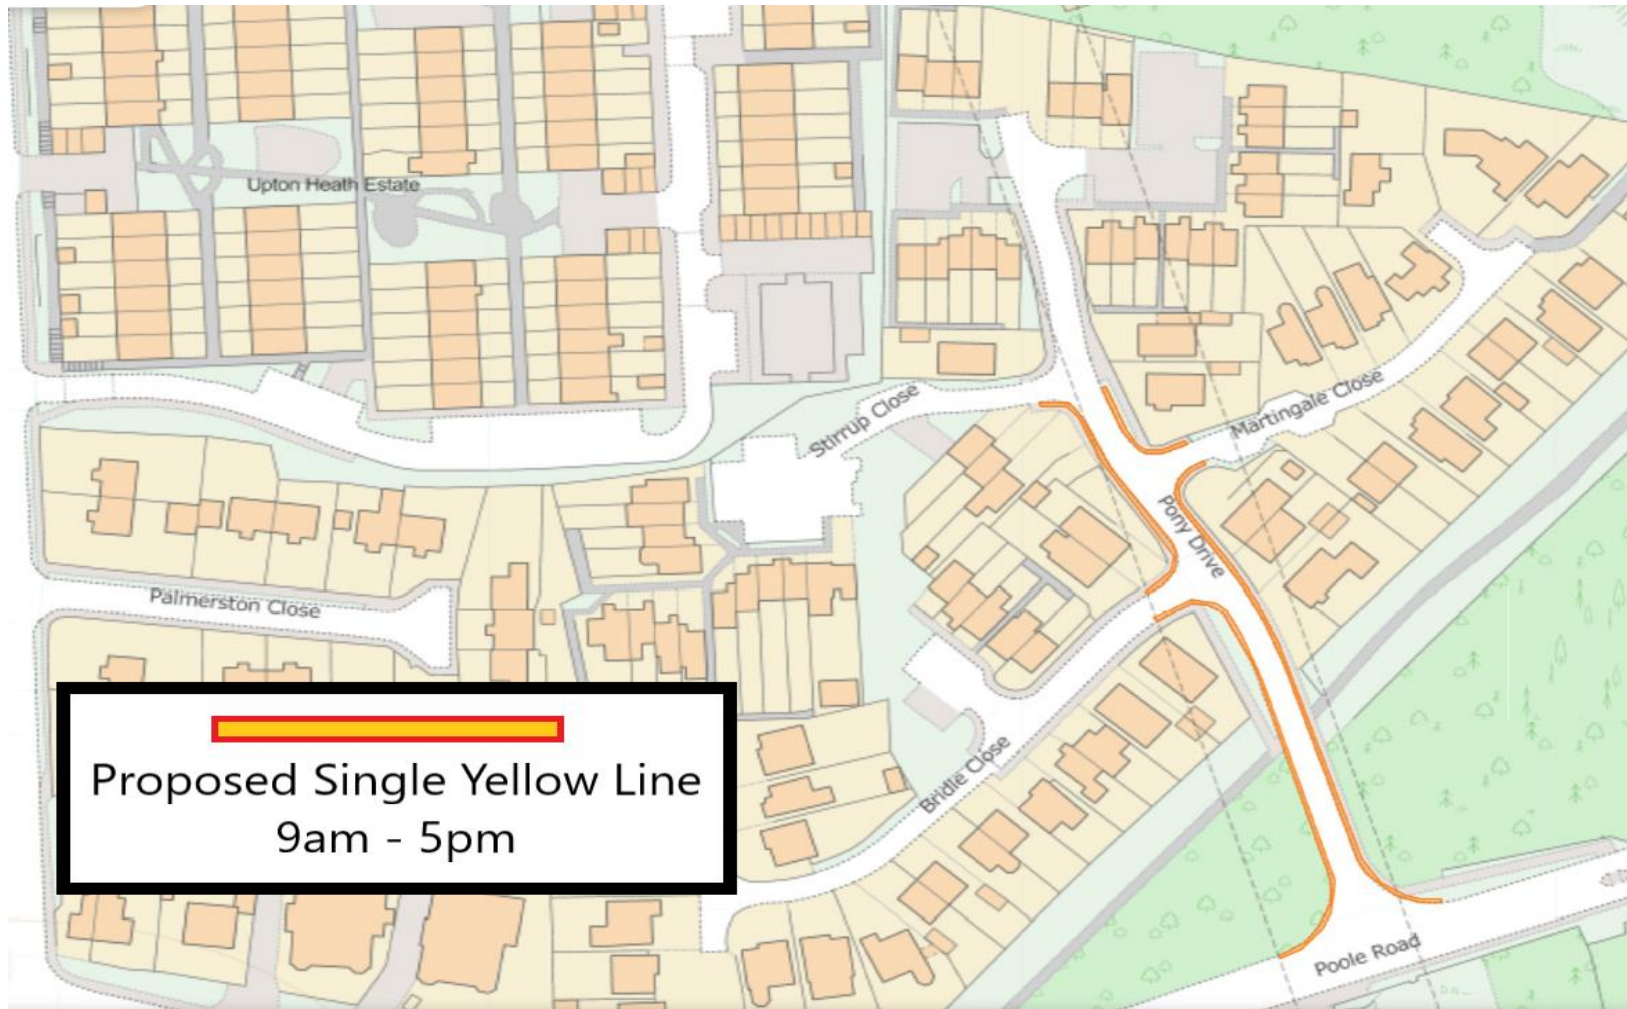 Upton Heath Estate
Stirrup Close
Martingale Close
Pony Drive
Palmerston Close
Bridle Close
Poole Road
Proposed Single Yellow Line
9am - 5pm